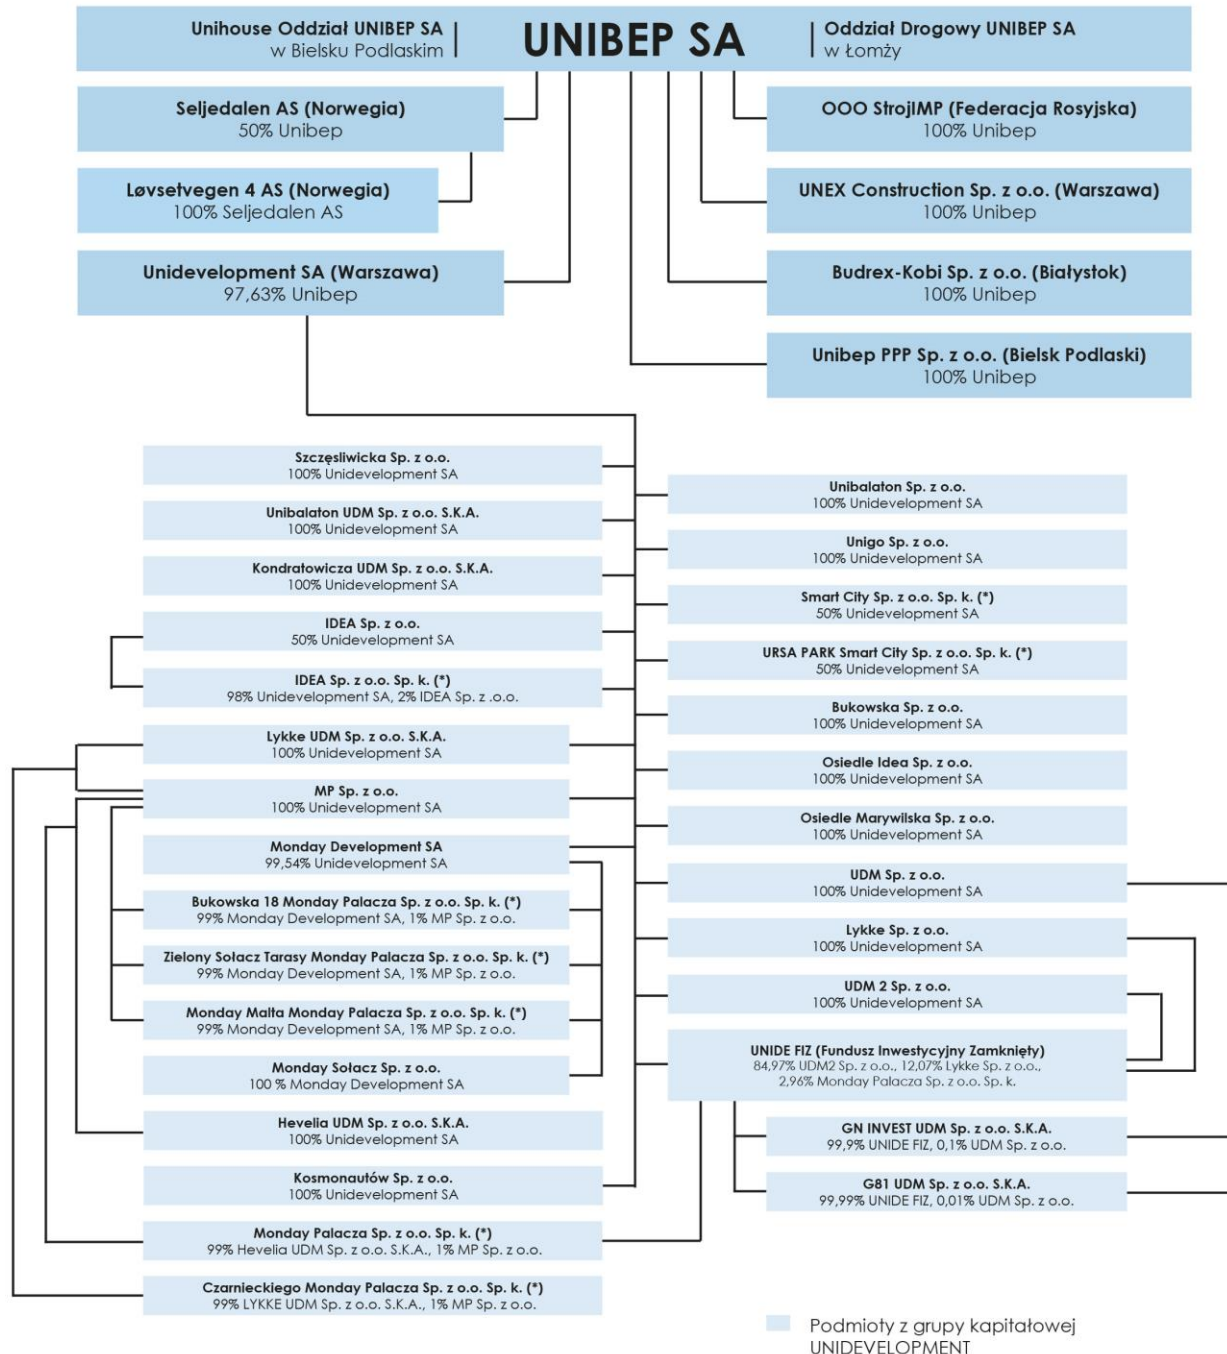 Unihouse Oddział UNIBEP SA
w Bielsku Podlaskim
UNIBEP SA
Oddział Drogowy UNIBEP SA
w Łomży
Seljedalen AS (Norwegia)
50% Unibep
Løvsetvegen 4 AS (Norwegia)
100% Seljedalen AS
Unidevelopment SA (Warszawa)
97,63% Unibep
OOO StrojIMP (Federacja Rosyjska)
100% Unibep
UNEX Construction Sp. z o.o. (Warszawa)
100% Unibep
Budrex-Kobi Sp. z o.o. (Białystok)
100% Unibep
Unibep PPP Sp. z o.o. (Bielsk Podlaski)
100% Unibep
Szczęsliwicka Sp. z o.o.
100% Unidevelopment SA
Unibalaton UDM Sp. z o.o. S.K.A.
100% Unidevelopment SA
Kondratowicza UDM Sp. z o.o. S.K.A.
100% Unidevelopment SA
IDEA Sp. z o.o.
50% Unidevelopment SA
IDEA Sp. z o.o. Sp. k. (*)
98% Unidevelopment SA, 2% IDEA Sp. z .o.o.
Lykke UDM Sp. z o.o. S.K.A.
100% Unidevelopment SA
MP Sp. z o.o.
100% Unidevelopment SA
Monday Development SA
99,54% Unidevelopment SA
Bukowska 18 Monday Palacza Sp. z o.o. Sp. k. (*)
99% Monday Development SA, 1% MP Sp. z o.o.
Zielony Sołacz Tarasy Monday Palacza Sp. z o.o. Sp. k. (*)
99% Monday Development SA, 1% MP Sp. z o.o.
Monday Malta Monday Palacza Sp. z o.o. Sp. k. (*)
99% Monday Development SA, 1% MP Sp. z o.o.
Monday Sołacz Sp. z o.o.
100 % Monday Development SA
Hevelia UDM Sp. z o.o. S.K.A.
100% Unidevelopment SA
Kosmonautów Sp. z o.o.
100% Unidevelopment SA
Monday Palacza Sp. z o.o. Sp. k. (*)
99% Hevelia UDM Sp. z o.o. S.K.A., 1% MP Sp. z o.o.
Czarnieckiego Monday Palacza Sp. z o.o. Sp. k. (*)
99% LYKKE UDM Sp. z o.o. S.K.A., 1% MP Sp. z o.o.
Unibalaton Sp. z o.o.
100% Unidevelopment SA
Unigo Sp. z o.o.
100% Unidevelopment SA
Smart City Sp. z o.o. Sp. k. (*)
50% Unidevelopment SA
URSA PARK Smart City Sp. z o.o. Sp. k. (*)
50% Unidevelopment SA
Bukowska Sp. z o.o.
100% Unidevelopment SA
Osiedle Idea Sp. z o.o.
100% Unidevelopment SA
Osiedle Marywilska Sp. z o.o.
100% Unidevelopment SA
UDM Sp. z o.o.
100% Unidevelopment SA
Lykke Sp. z o.o.
100% Unidevelopment SA
UDM 2 Sp. z o.o.
100% Unidevelopment SA
UNIDE FIZ (Fundusz Inwestycyjny Zamknięty)
84,97% UDM2 Sp. z o.o., 12,07% Lykke Sp. z o.o.,
2,96% Monday Palacza Sp. z o.o. Sp. k.
GN INVEST UDM Sp. z o.o. S.K.A.
99,9% UNIDE FIZ, 0,1% UDM Sp. z o.o.
G81 UDM Sp. z o.o. S.K.A.
99,99% UNIDE FIZ, 0,01% UDM Sp. z o.o.
Podmioty z grupy kapitałowej
UNIDEVELOPMENT